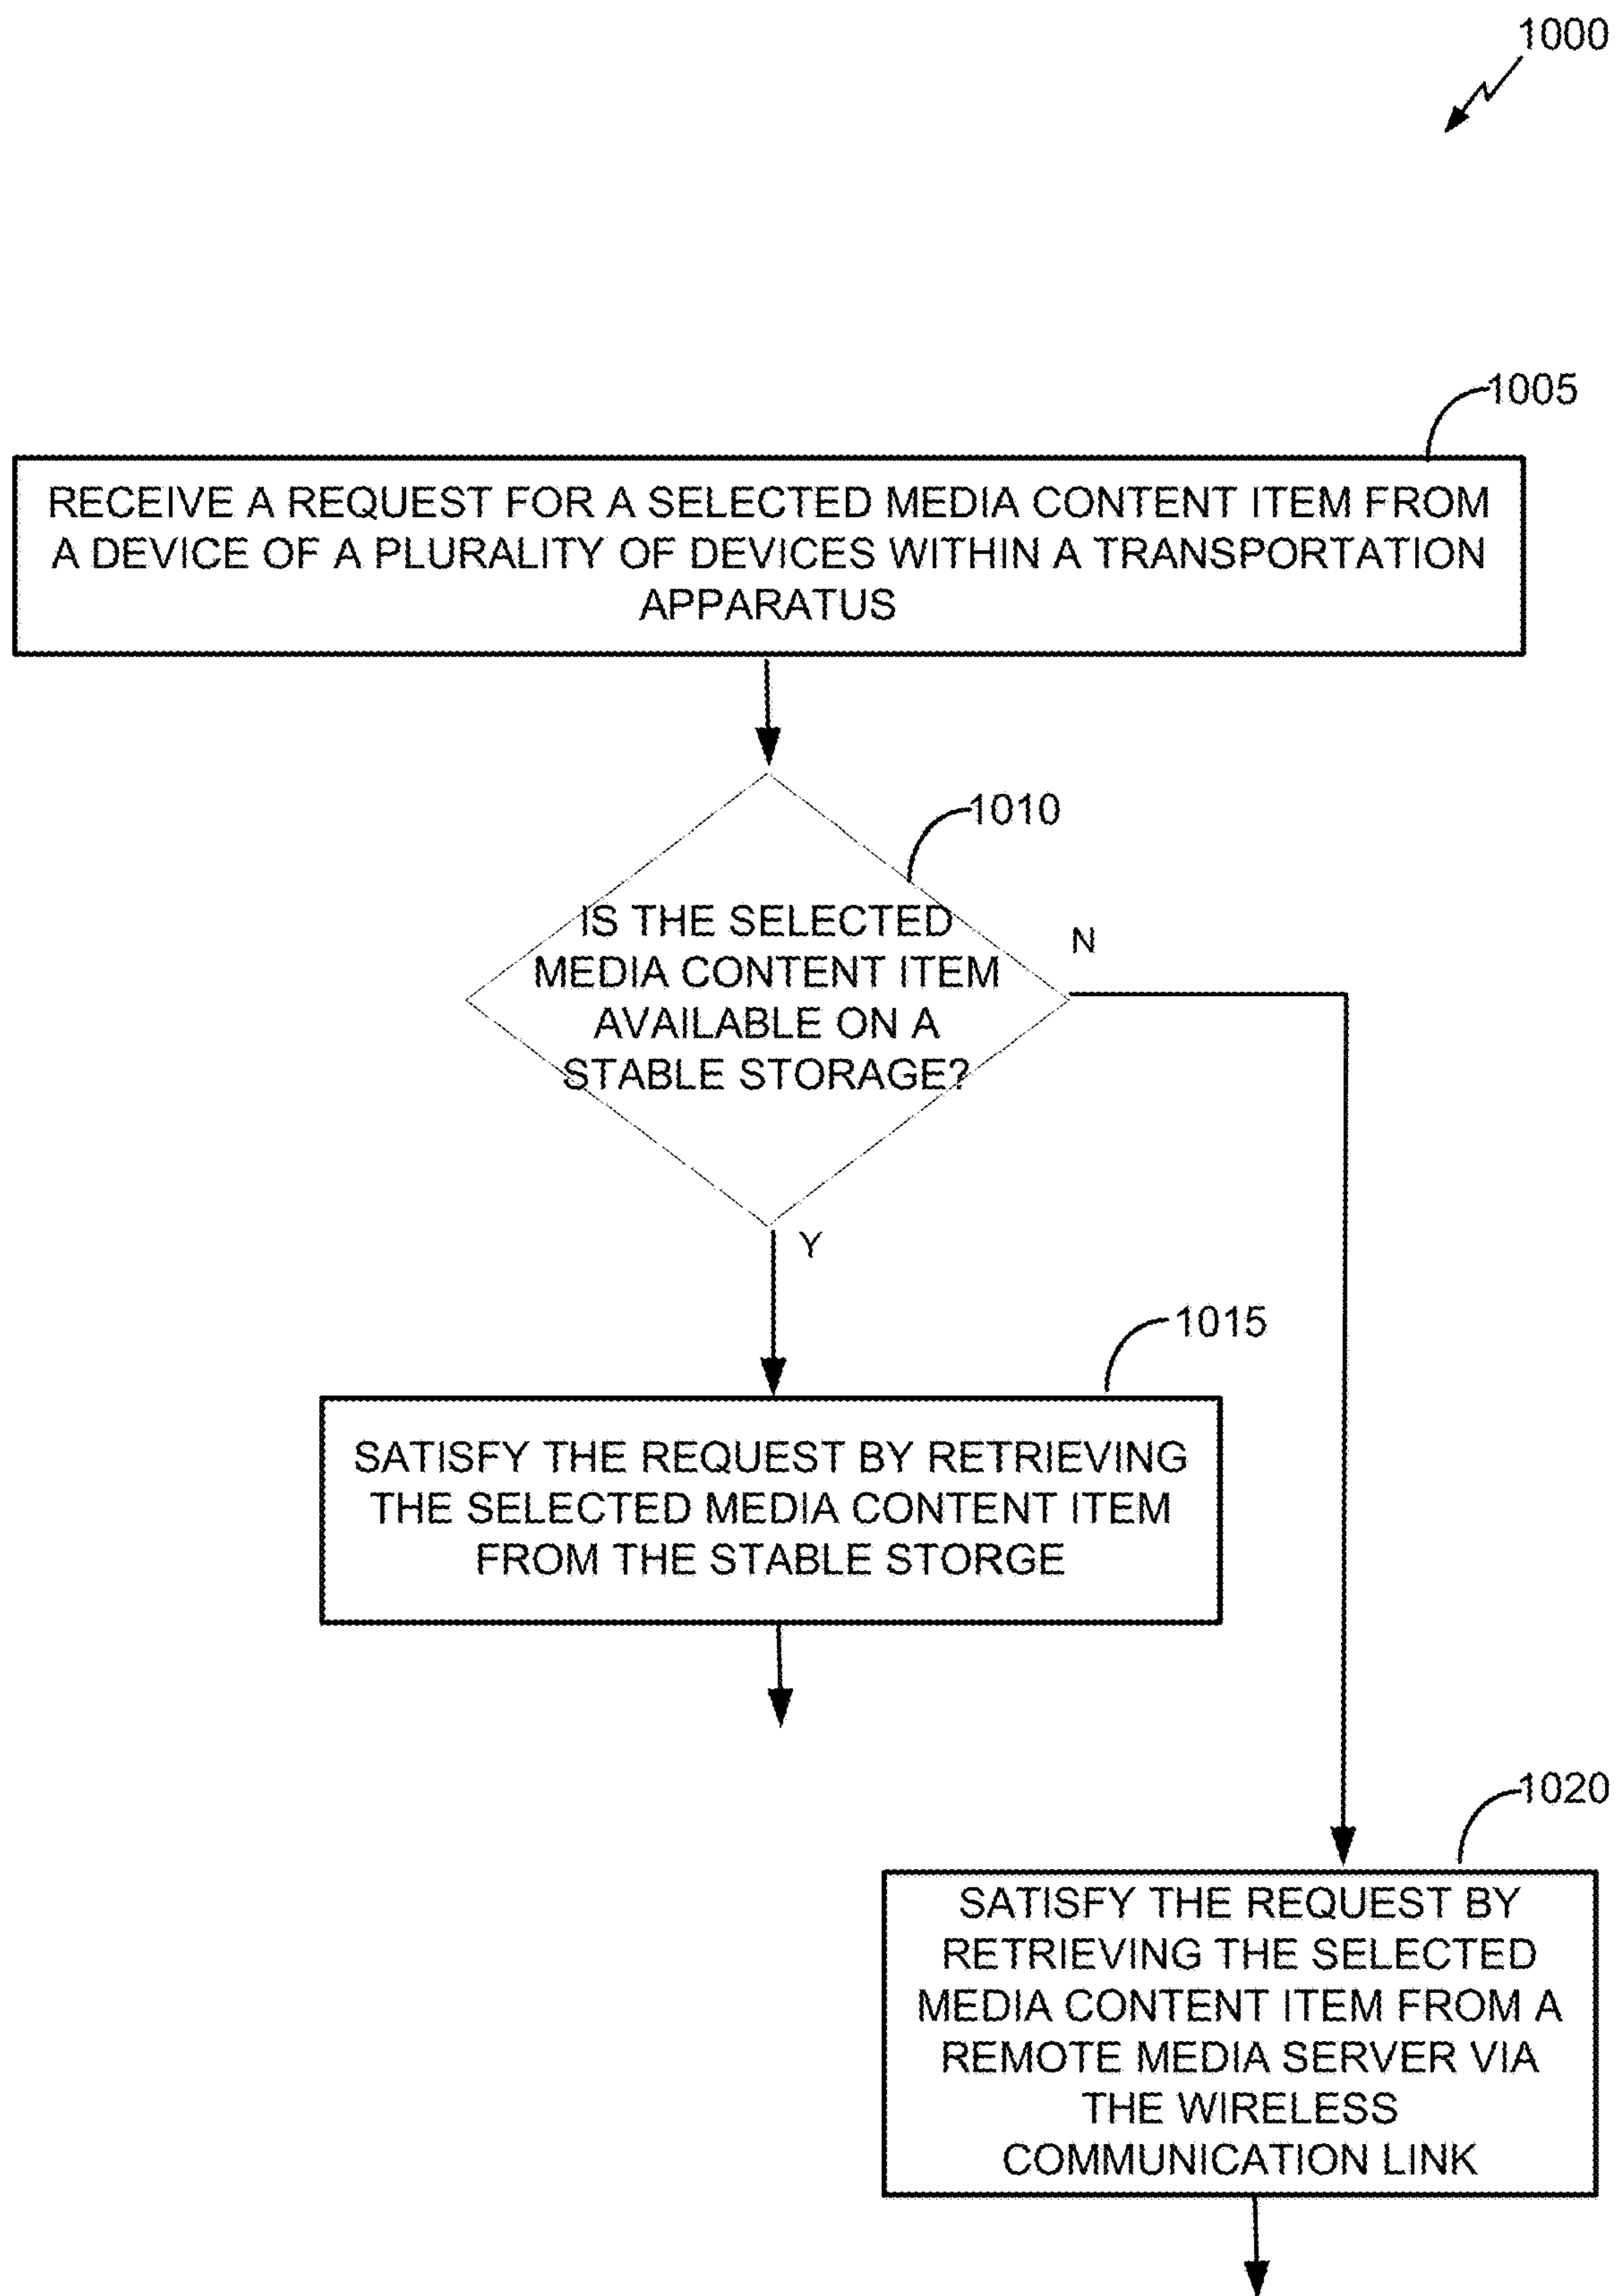 1000
1005
RECEIVE A REQUEST FOR A SELECTED MEDIA CONTENT ITEM FROM
A DEVICE OF A PLURALITY OF DEVICES WITHIN A TRANSPORTATION
APPARATUS
1010
IS THE SELECTED
MEDIA CONTENT ITEM
AVAILABLE ON A
STABLE STORAGE?
N
Y
1015
SATISFY THE REQUEST BY RETRIEVING
THE SELECTED MEDIA CONTENT ITEM
FROM THE STABLE STORGE
1020
SATISFY THE REQUEST BY
RETRIEVING THE SELECTED
MEDIA CONTENT ITEM FROM A
REMOTE MEDIA SERVER VIA
THE WIRELESS
COMMUNICATION LINK